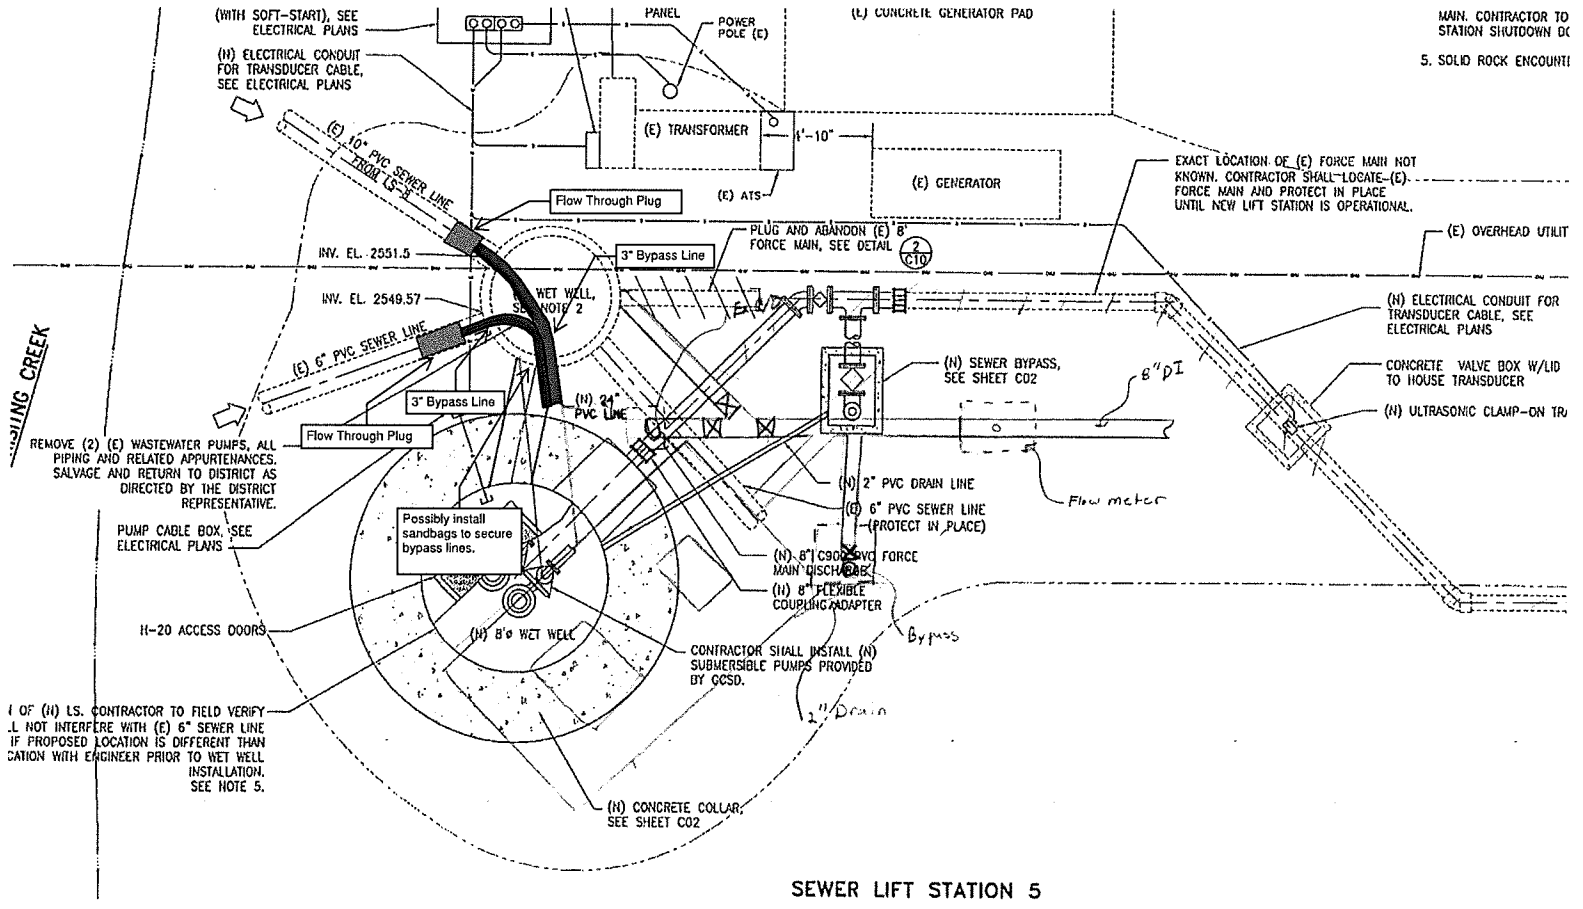 (WITH SOFT-START), SEE
ELECTRICAL PLANS
(N) ELECTRICAL CONDUIT
FOR TRANSDUCER CABLE,
SEE ELECTRICAL PLANS
PANEL
POWER
POLE (E)
(E) CONCRETE GENERATOR PAD
MAIN. CONTRACTOR TO
STATION SHUTDOWN
5. SOLID ROCK
(E) 10" PVC SEWER LINE
FROM LS-8
(E) TRANSFORMER
(E) ATS
(E) GENERATOR
EXACT LOCATION OF (E) FORCE MAIN NOT
KNOWN. CONTRACTOR SHALL LOCATE (E)
FORCE MAIN AND PROTECT IN PLACE
UNTIL NEW LIFT STATION IS OPERATIONAL.
Flow Through Plug
INV. EL. 2551.5
3" Bypass Line
PLUG AND ABANDON (E) 8"
FORCE MAIN, SEE DETAIL
2
C10
(E) OVERHEAD
INV. EL. 2549.57
WET WELL,
NOTE 2
(N) ELECTRICAL CONDUIT FOR
TRANSDUCER CABLE, SEE
ELECTRICAL PLANS
(E) 6" PVC SEWER LINE
CREEK
(N) SEWER BYPASS,
SEE SHEET C02
8" DI
CONCRETE VALVE BOX W/LID
TO HOUSE TRANSDUCER
(N) ULTRASONIC CLAMP-ON
3" Bypass Line
(N) 24"
PVC LINE
Flow Through Plug
REMOVE (2) (E) WASTEWATER PUMPS, ALL
PIPING AND RELATED APPURTENANCES.
SALVAGE AND RETURN TO DISTRICT AS
DIRECTED BY THE DISTRICT
REPRESENTATIVE.
(N) 2" PVC DRAIN LINE
Flow meter
(E) 6" PVC SEWER LINE
(PROTECT IN PLACE)
PUMP CABLE BOX, SEE
ELECTRICAL PLANS
Possibly install
sandbags to secure
bypass lines.
(N) 8" C900 PVC FORCE
MAIN DISCHARGE
(N) 8" FLEXIBLE
COUPLING ADAPTER
H-20 ACCESS DOORS
(N) 8'ø WET WELL
Bypass
CONTRACTOR SHALL INSTALL (N)
SUBMERSIBLE PUMPS PROVIDED
BY GCSD.
2" Drain
OF (N) LS. CONTRACTOR TO FIELD VERIFY
NOT INTERFERE WITH (E) 6" SEWER LINE
IF PROPOSED LOCATION IS DIFFERENT THAN
WITH ENGINEER PRIOR TO WET WELL
INSTALLATION.
SEE NOTE 5.
(N) CONCRETE COLLAR,
SEE SHEET C02
SEWER LIFT STATION 5